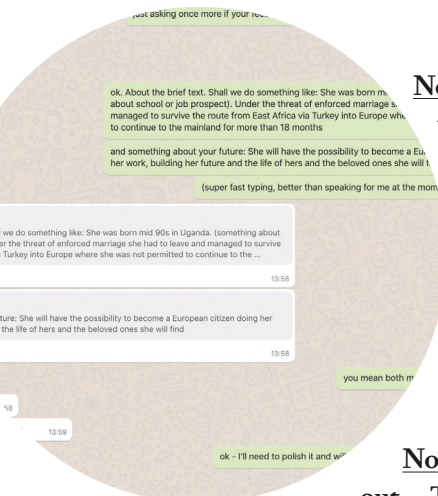 just asking once more if your
No
ok. About the brief text. Shall we do something like: She was born
about school or job prospect). Under the threat of enforced marriage
managed to survive the route from East Africa via Turkey into Europe
to continue to the mainland for more than 18 months
and something about your future: She will have the possibility to become a
her work, building her future and the life of hers and the beloved ones she will
(super fast typing, better than speaking for me at the
we do something like: She was born mid 90s in Uganda. (something about
the threat of enforced marriage she had to leave and managed to survive
Turkey into Europe where she was not permitted to continue to the ...
13:58
She will have the possibility to become a European citizen doing her
the life of hers and the beloved ones she will find
13:58
you mean both
58
13:59
ok - I'll need to polish it and
No
out